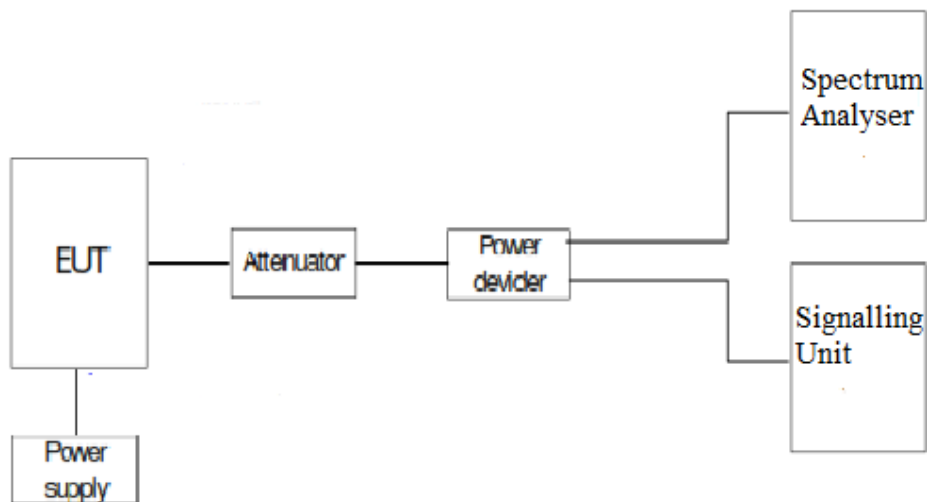 Spectrum
Analyser
EUT
Attenuator
Power
devider
Signalling
Unit
Power
supply